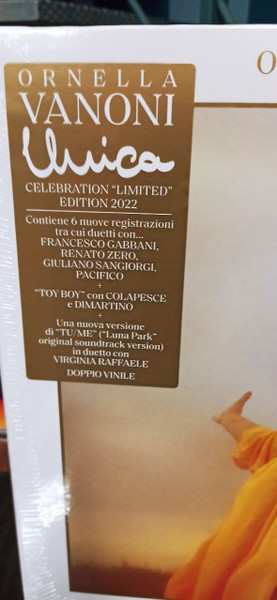 ORNELLA
VANONI
Unica
CELEBRATION "LIMITED"
EDITION 2022
Contiene 6 nuove registrazioni
tra cui duetti con...
FRANCESCO GABBANI,
RENATO ZERO,
GIULIANO SANGIORGI,
PACIFICO
+
"TOY BOY" con COLAPESCE
e DIMARTINO
+
Una nuova versione
di "TU/ME" ("Luna Park"
original soundtrack version)
in duetto con
VIRGINIA RAFFAELE
DOPPIO VINILE
O